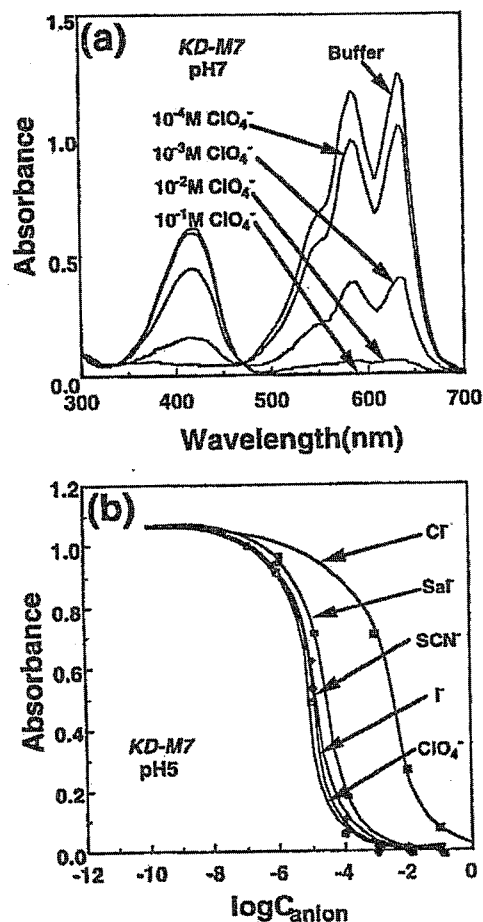 (a)
KD-M7
pH7
Buffer
10⁻⁴M ClO₄⁻
10⁻³M ClO₄⁻
10⁻²M ClO₄⁻
10⁻¹M ClO₄⁻
Absorbance
1.5
1.0
0.5
0.0
300 400 500 600 700
Wavelength(nm)
(b)
Cl⁻
Sal⁻
SCN⁻
I⁻
ClO₄⁻
KD-M7
pH5
Absorbance
1.2
1.0
0.8
0.6
0.4
0.2
0.0
-12 -10 -8 -6 -4 -2 0
logCanion